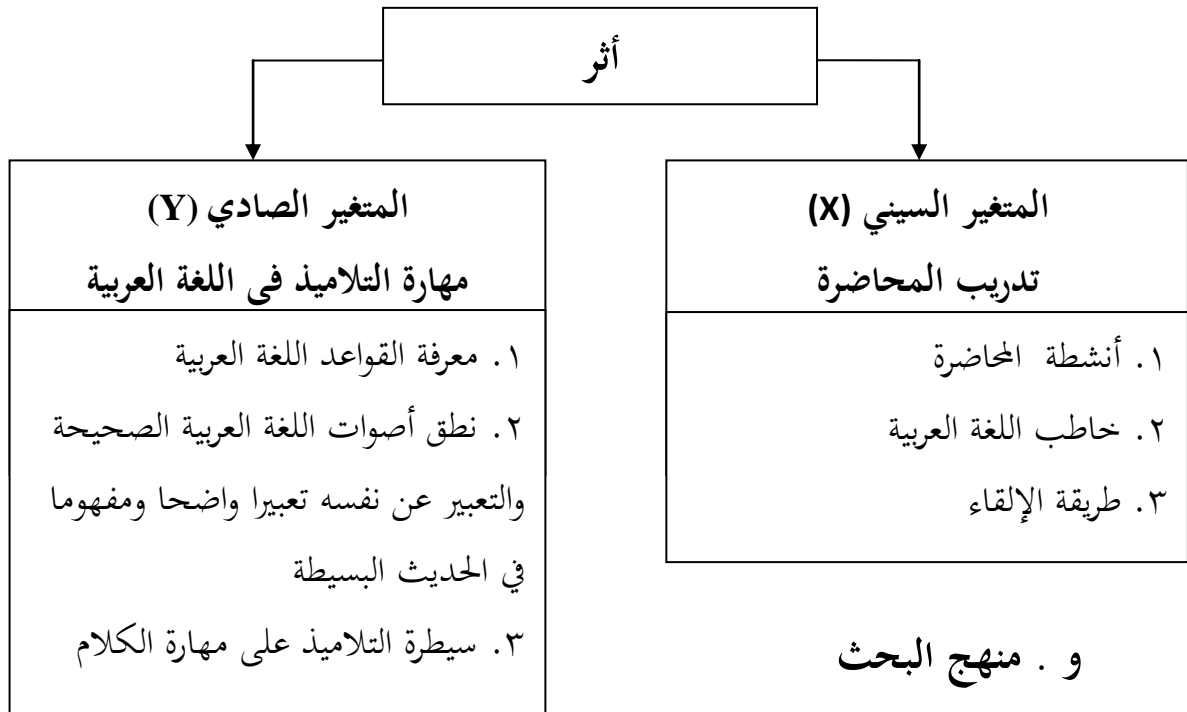 أثر
المتغير السيني (X)
تدريب المحاضرة
١. أنشطة المحاضرة
٢. خاطب اللغة العربية
٣. طريقة الإلقاء
المتغير الصادي (Y)
مهارة التلاميذ فى اللغة العربية
١. معرفة القواعد اللغة العربية
٢. نطق أصوات اللغة العربية الصحيحة
والتعبير عن نفسه تعبيرا واضحا ومفهوما
في الحديث البسيطة
٣. سيطرة التلاميذ على مهارة الكلام
و . منهج البحث